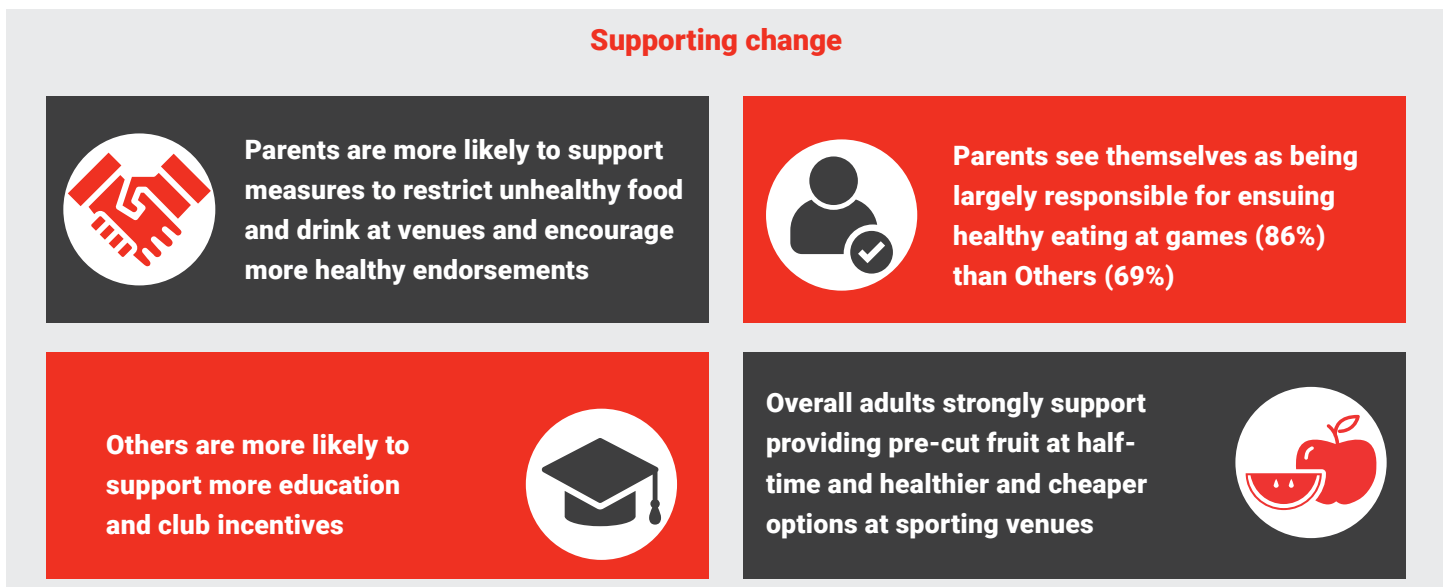 Supporting change
Parents are more likely to support
measures to restrict unhealthy food
and drink at venues and encourage
more healthy endorsements
Parents see themselves as being
largely responsible for ensuing
healthy eating at games (86%)
than Others (69%)
Others are more likely to
support more education
and club incentives
Overall adults strongly support
providing pre-cut fruit at half-
time and healthier and cheaper
options at sporting venues